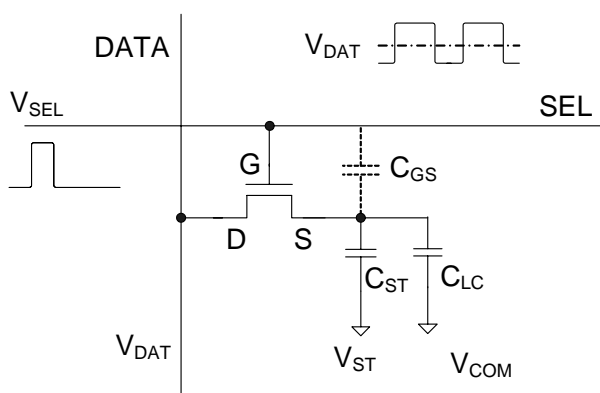 DATA
V_DAT
V_SEL
SEL
G
C_GS
D
S
C_ST
C_LC
V_DAT
V_ST
V_COM